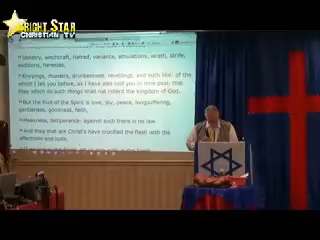 BRIGHT STAR
CHRISTIAN TV
* Idolatry, witchcraft, hatred, variance, emulations, wrath, strife,
seditions, heresies,
* Envyings, murders, drunkenness, revellings, and such like: of the
which I tell you before, as I have also told you in time past, that
they which do such things shall not inherit the kingdom of God.
* But the fruit of the Spirit is love, joy, peace, longsuffering,
gentleness, goodness, faith,
* Meekness, temperance: against such there is no law
* And they that are Christ's have crucified the flesh with the
affections and lusts.